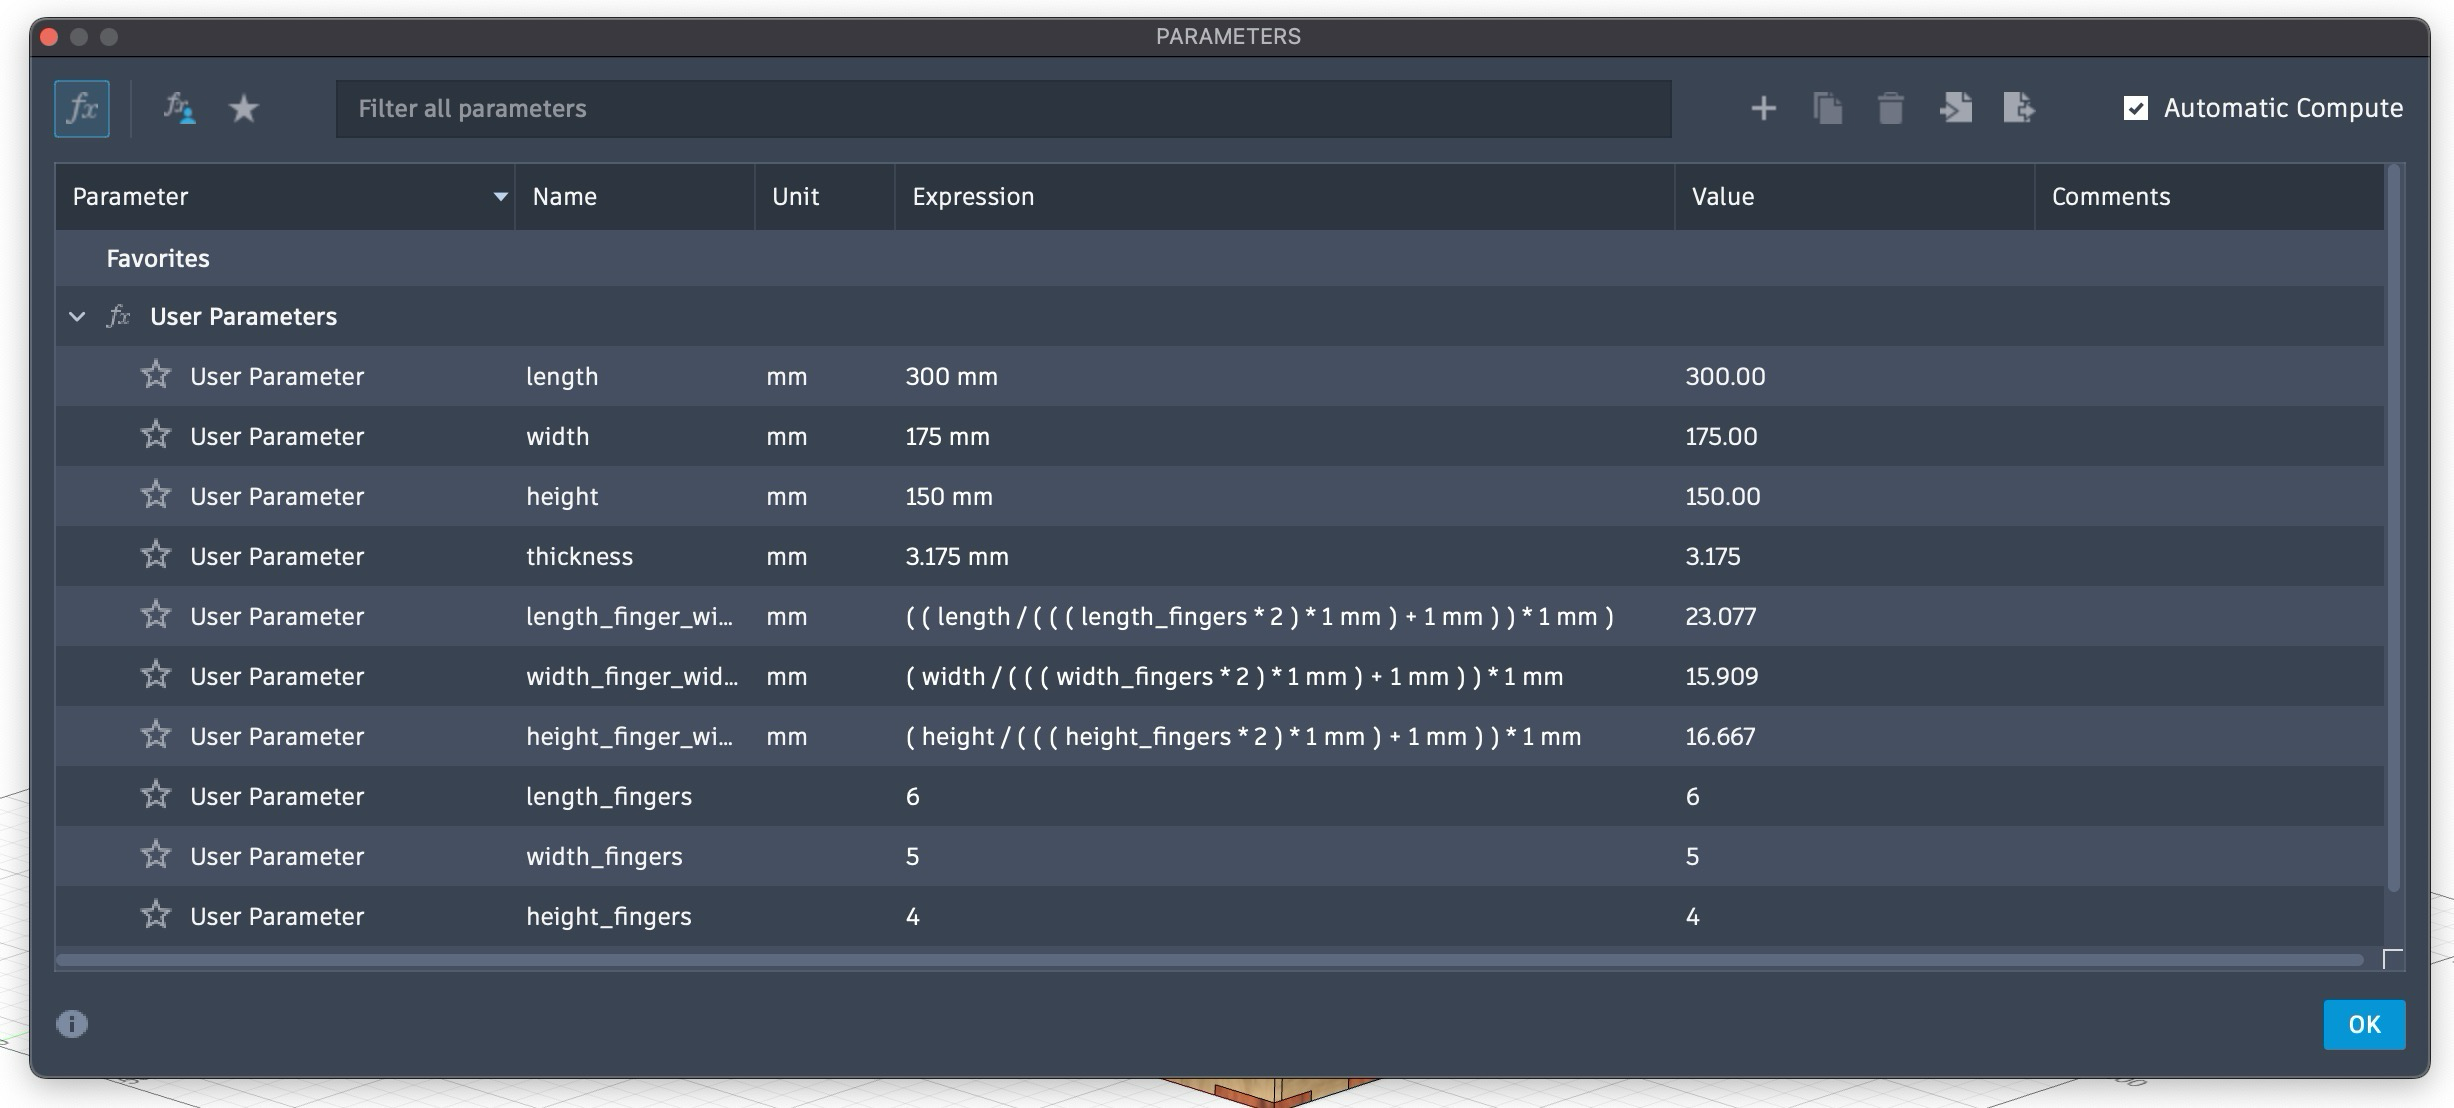 PARAMETERS
fx fx Filter all parameters Automatic Compute
Parameter Name Unit Expression Value Comments
Favorites
fx User Parameters
User Parameter length mm 300 mm 300.00
User Parameter width mm 175 mm 175.00
User Parameter height mm 150 mm 150.00
User Parameter thickness mm 3.175 mm 3.175
User Parameter length_finger_wi... mm ( ( length / ( ( ( length_fingers * 2 ) * 1 mm ) + 1 mm ) ) * 1 mm ) 23.077
User Parameter width_finger_wid... mm ( width / ( ( ( width_fingers * 2 ) * 1 mm ) + 1 mm ) ) * 1 mm 15.909
User Parameter height_finger_wi... mm ( height / ( ( ( height_fingers * 2 ) * 1 mm ) + 1 mm ) ) * 1 mm 16.667
User Parameter length_fingers 6 6
User Parameter width_fingers 5 5
User Parameter height_fingers 4 4
OK